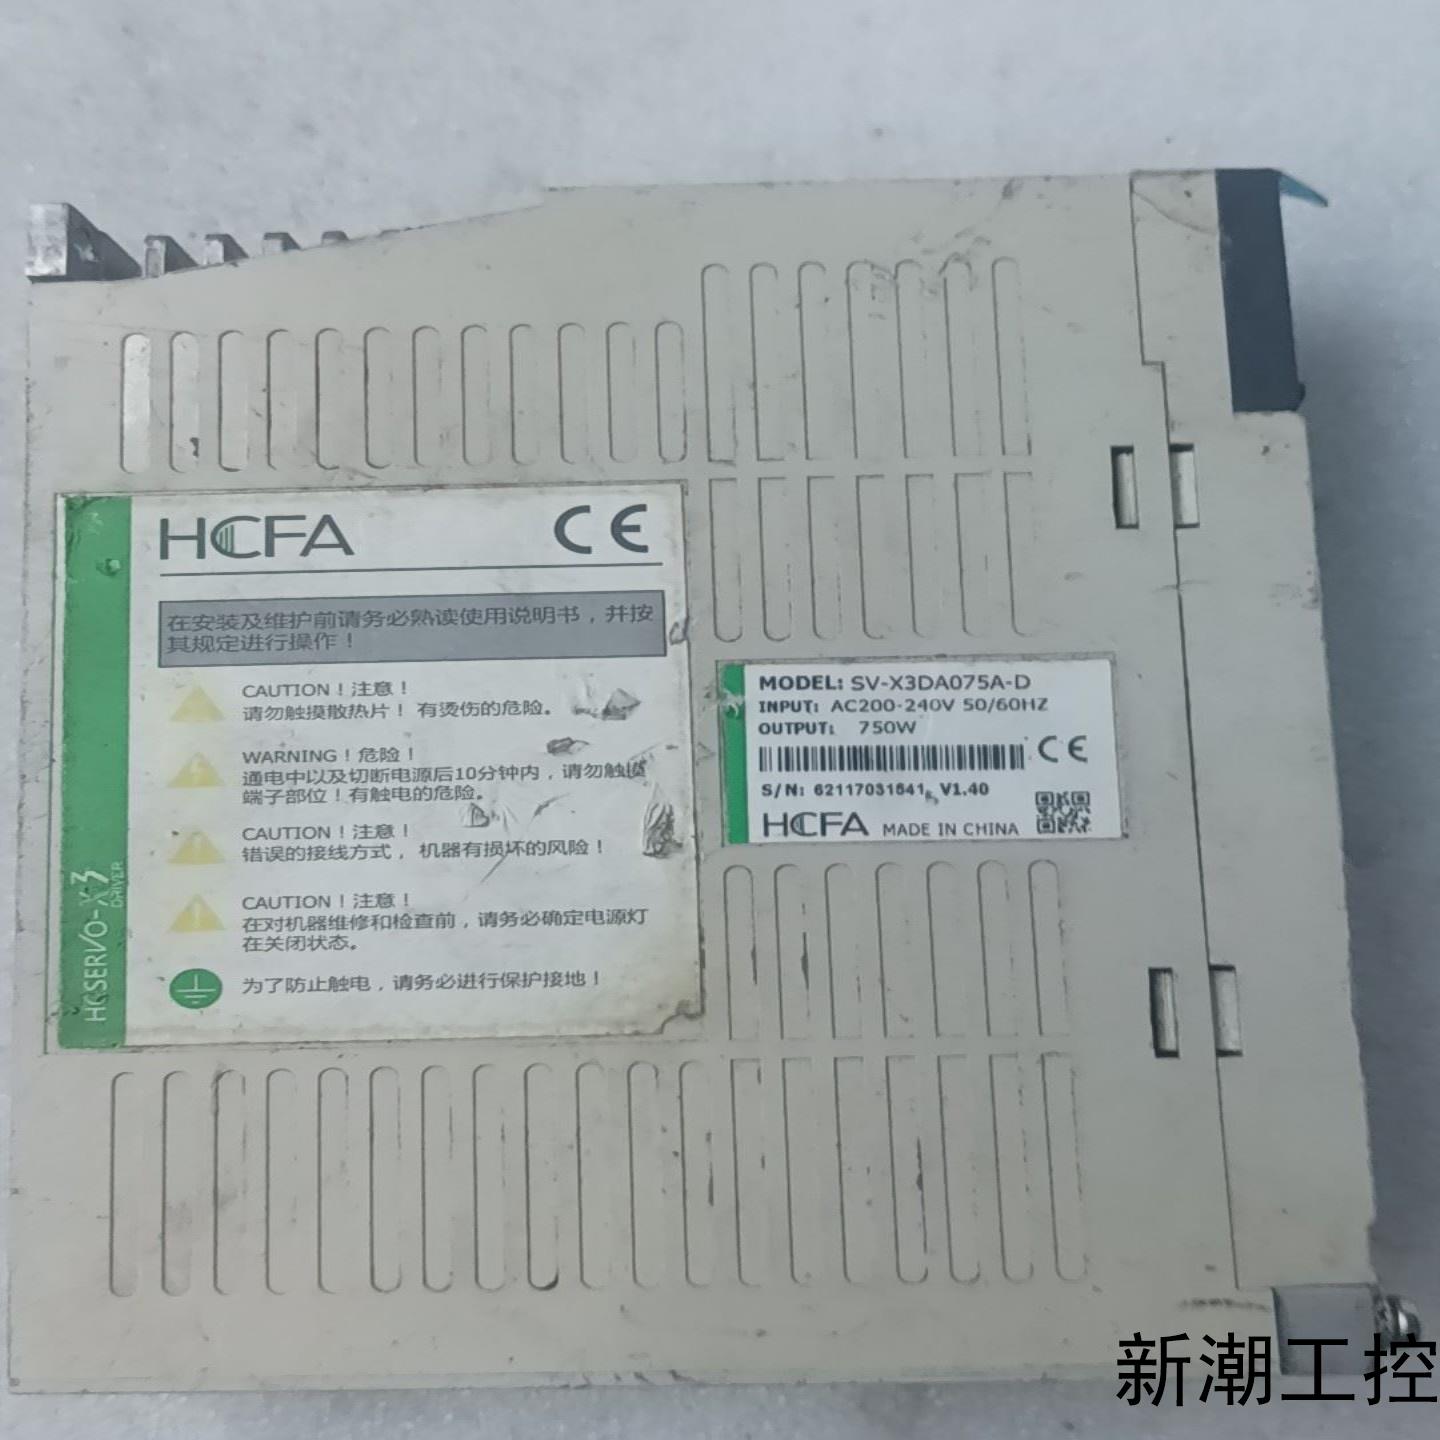 HCFA CE
在安装及维护前请务必熟读使用说明书，并按
其规定进行操作！
CAUTION！注意！
请勿触摸散热片！有烫伤的危险。
WARNING！危险！
通电中以及切断电源后10分钟内，请勿触摸
端子部位！有触电的危险。
CAUTION！注意！
错误的接线方式，机器有损坏的风险！
CAUTION！注意！
在对机器维修和检查前，请务必确定电源灯
在关闭状态。
为了防止触电，请务必进行保护接地！
HCSERVO-X3
DRIVER
MODEL: SV-X3DA075A-D
INPUT: AC200-240V 50/60HZ
OUTPUT: 750W
CE
S/N: 62117031641 V1.40
HCFA MADE IN CHINA
新潮工控